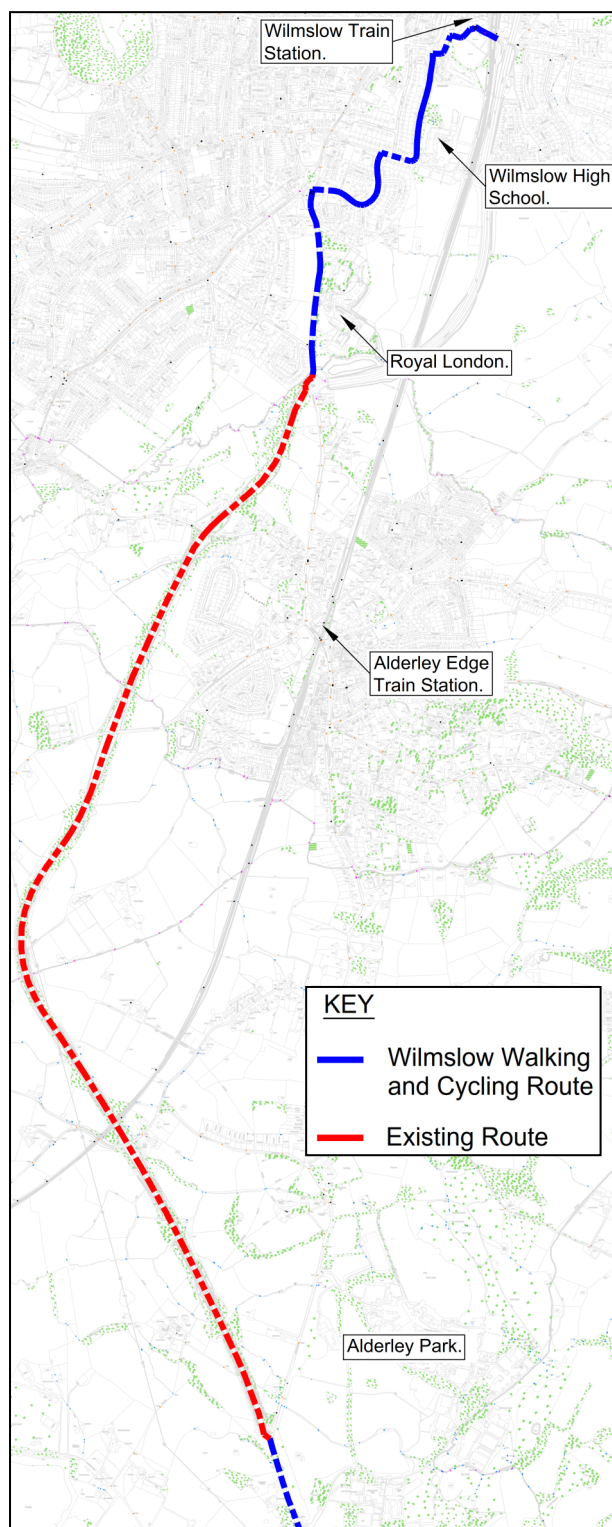 Wilmslow Train
Station.
Wilmslow High
School.
Royal London.
Alderley Edge
Train Station.
KEY
Wilmslow Walking
and Cycling Route
Existing Route
Alderley Park.